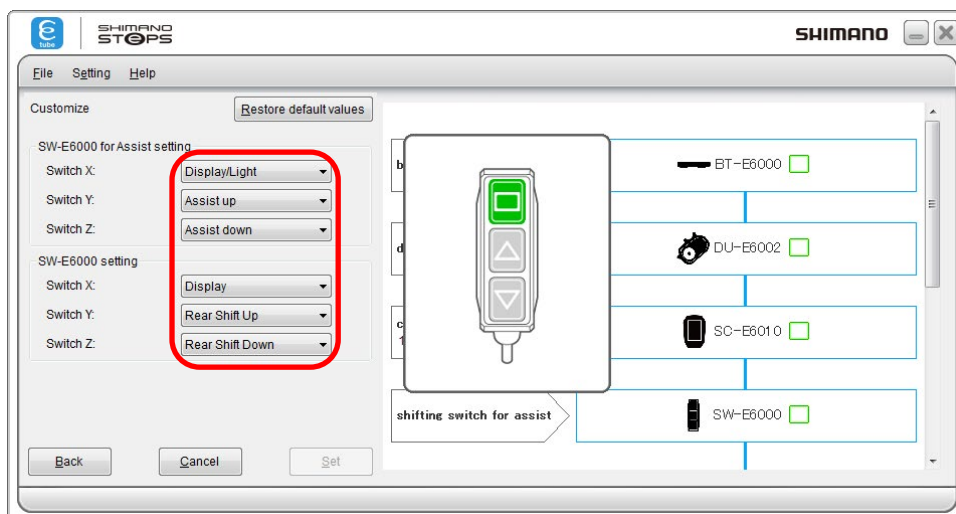 e
tube
SHIMANO
STEPS
SHIMANO
File Setting Help
Customize
Restore default values
SW-E6000 for Assist setting
Switch X: Display/Light
Switch Y: Assist up
Switch Z: Assist down
SW-E6000 setting
Switch X: Display
Switch Y: Rear Shift Up
Switch Z: Rear Shift Down
Back Cancel Set
b
BT-E6000
d
DU-E6002
c
1
SC-E6010
shifting switch for assist
SW-E6000